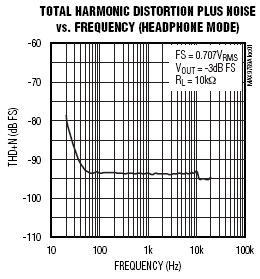 TOTAL HARMONIC DISTORTION PLUS NOISE
vs. FREQUENCY (HEADPHONE MODE)
-60
FS = 0.707VRMS
VOUT = -3dB FS
RL = 10kΩ
-70
-80
THD+N (dB FS)
-90
-100
-110
10
100
1k
10k
100k
FREQUENCY (Hz)